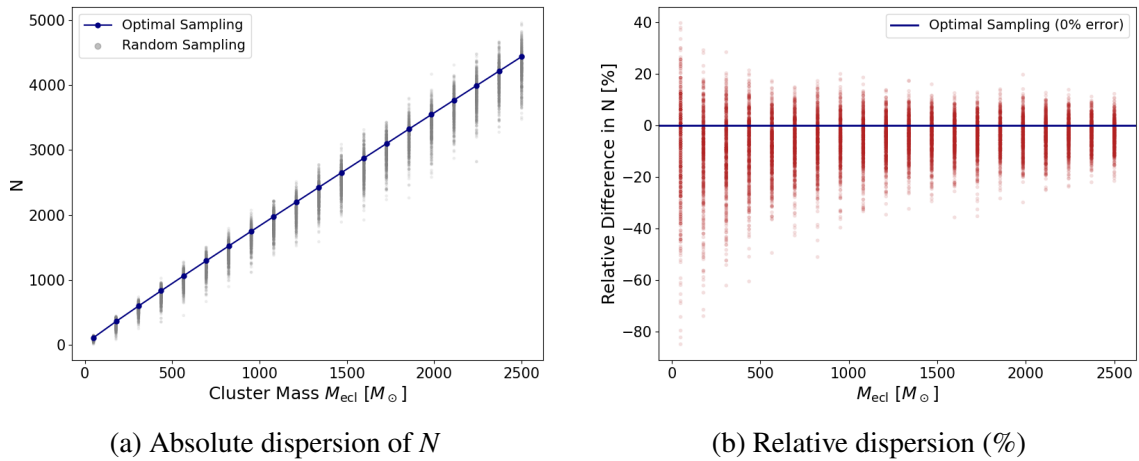 5000
4000
3000
2000
1000
0
N
Optimal Sampling
Random Sampling
0 500 1000 1500 2000 2500
Cluster Mass M_ecl [M_⊙]
(a) Absolute dispersion of N
40
20
0
−20
−40
−60
−80
Relative Difference in N [%]
Optimal Sampling (0% error)
0 500 1000 1500 2000 2500
M_ecl [M_⊙]
(b) Relative dispersion (%)